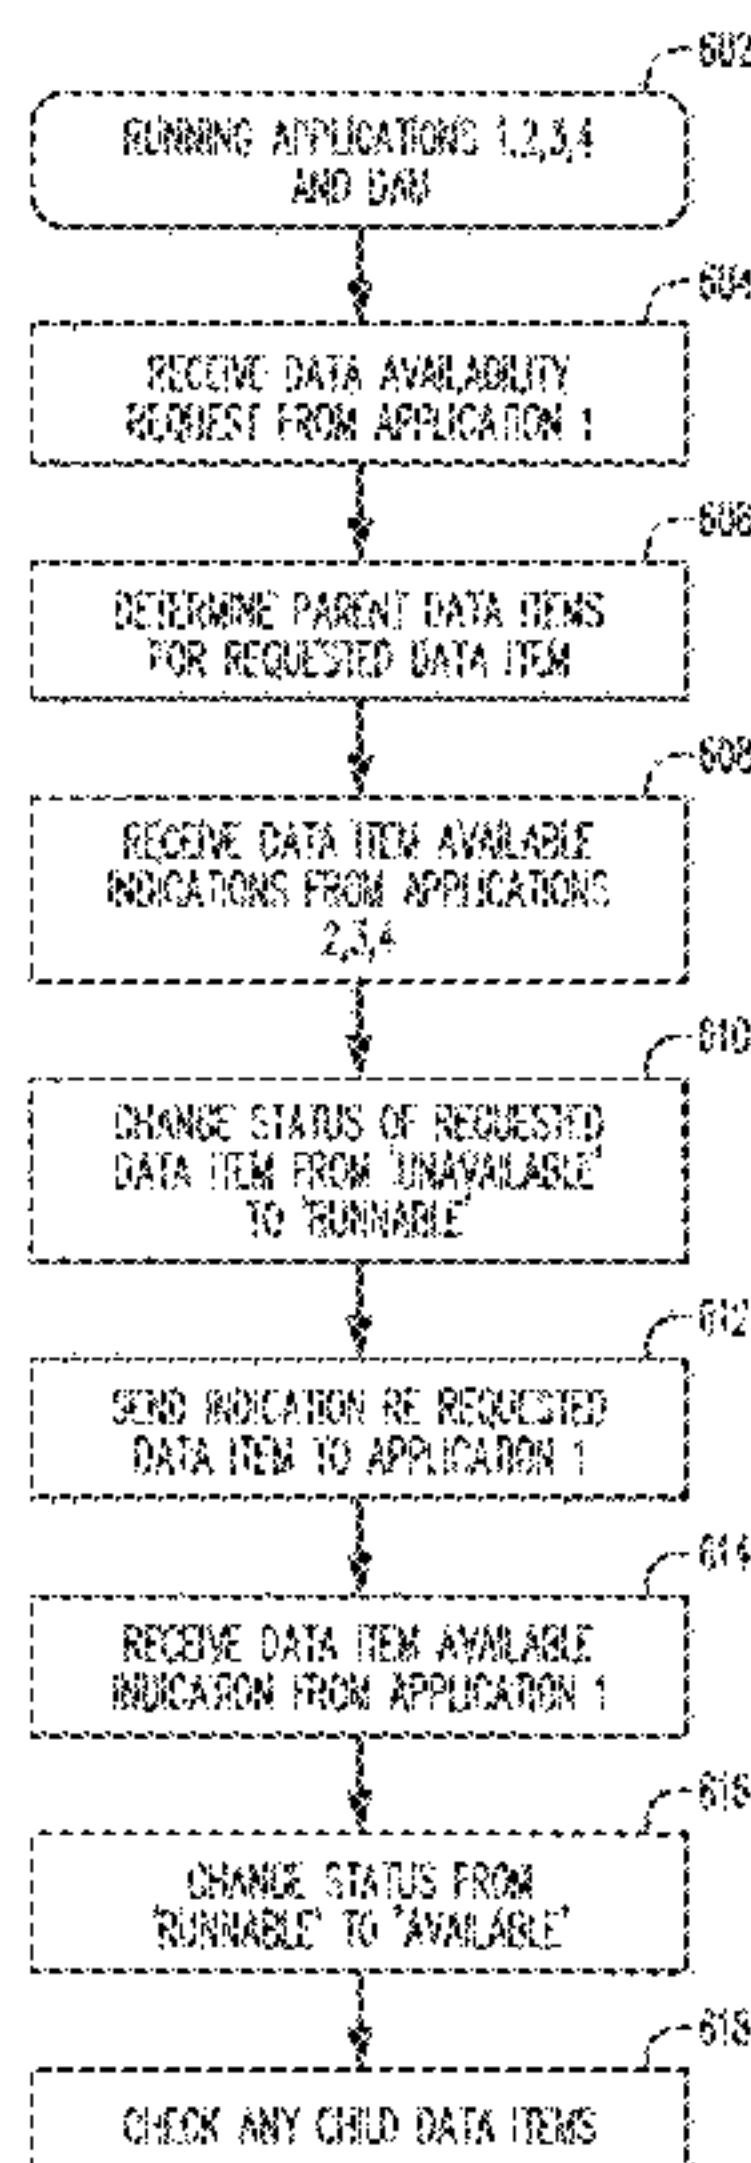 602
RUNNING APPLICATIONS 1,2,3,4
AND DAM
604
RECEIVE DATA AVAILABILITY
REQUEST FROM APPLICATION 1
606
DETERMINE PARENT DATA ITEMS
FOR REQUESTED DATA ITEM
608
RECEIVE DATA ITEM AVAILABLE
INDICATIONS FROM APPLICATIONS
2,3,4
610
CHANGE STATUS OF REQUESTED
DATA ITEM FROM 'UNAVAILABLE'
TO 'RUNNABLE'
612
SEND INDICATION RE REQUESTED
DATA ITEM TO APPLICATION 1
614
RECEIVE DATA ITEM AVAILABLE
INDICATION FROM APPLICATION 1
616
CHANGE STATUS FROM
'RUNNABLE' TO 'AVAILABLE'
618
CHECK ANY CHILD DATA ITEMS